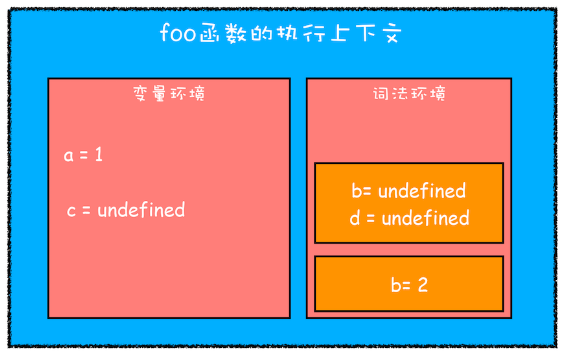 foo函数的执行上下文
变量环境
a = 1
c = undefined
词法环境
b= undefined
d = undefined
b= 2